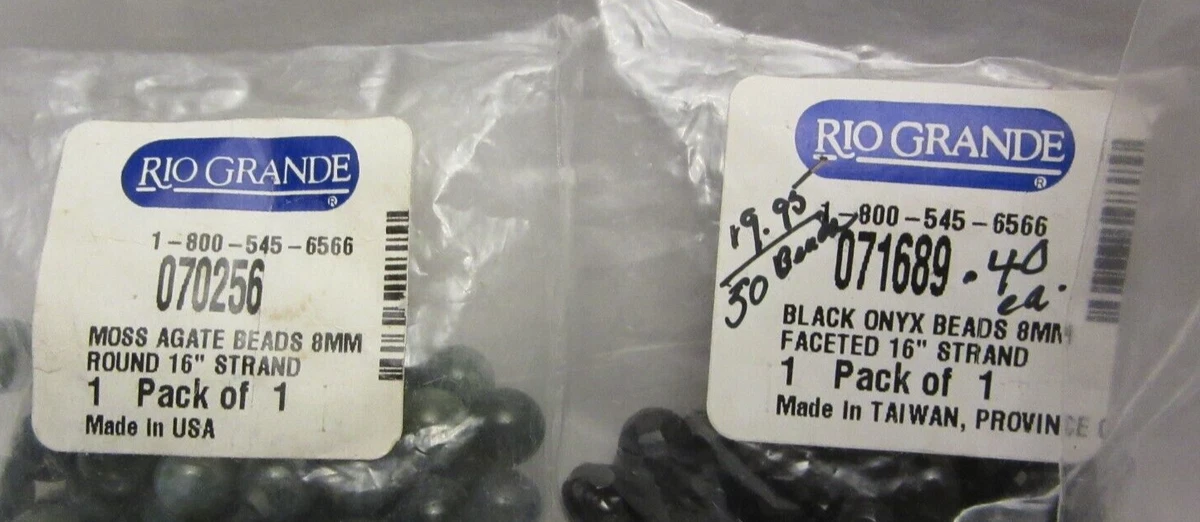 RIO GRANDE
®
1-800-545-6566
070256
MOSS AGATE BEADS 8MM
ROUND 16" STRAND
1 Pack of 1
Made in USA
RIO GRANDE
®
19.95
50 Beads
1-800-545-6566
071689 .40 ea.
BLACK ONYX BEADS 8MM
FACETED 16" STRAND
1 Pack of 1
Made in TAIWAN, PROVINCE